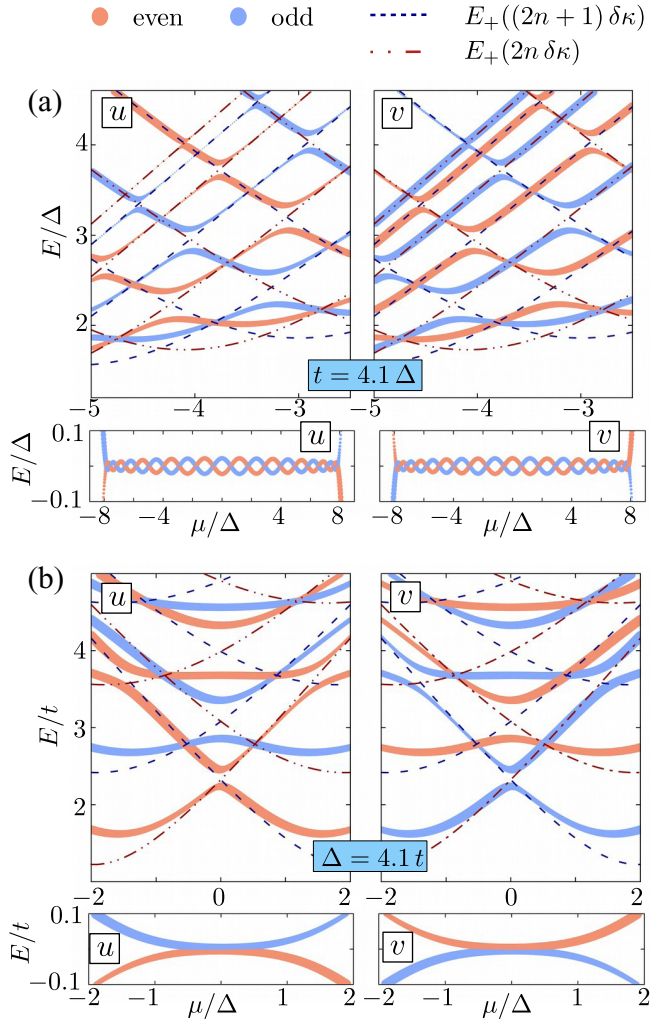 even odd E₊((2n + 1) δκ)
E₊(2n δκ)
(a)
u v
4
3
2
E/Δ
t = 4.1 Δ
−5 −4 −3 −5 −4 −3
0.1
−0.1
E/Δ
u v
−8 −4 0 4 8 −8 −4 0 4 8
μ/Δ μ/Δ
(b)
u v
4
3
2
E/t
Δ = 4.1 t
−2 0 2 −2 0 2
0.1
−0.1
E/t
u v
−2 −1 0 1 2 −2 −1 0 1 2
μ/Δ μ/Δ